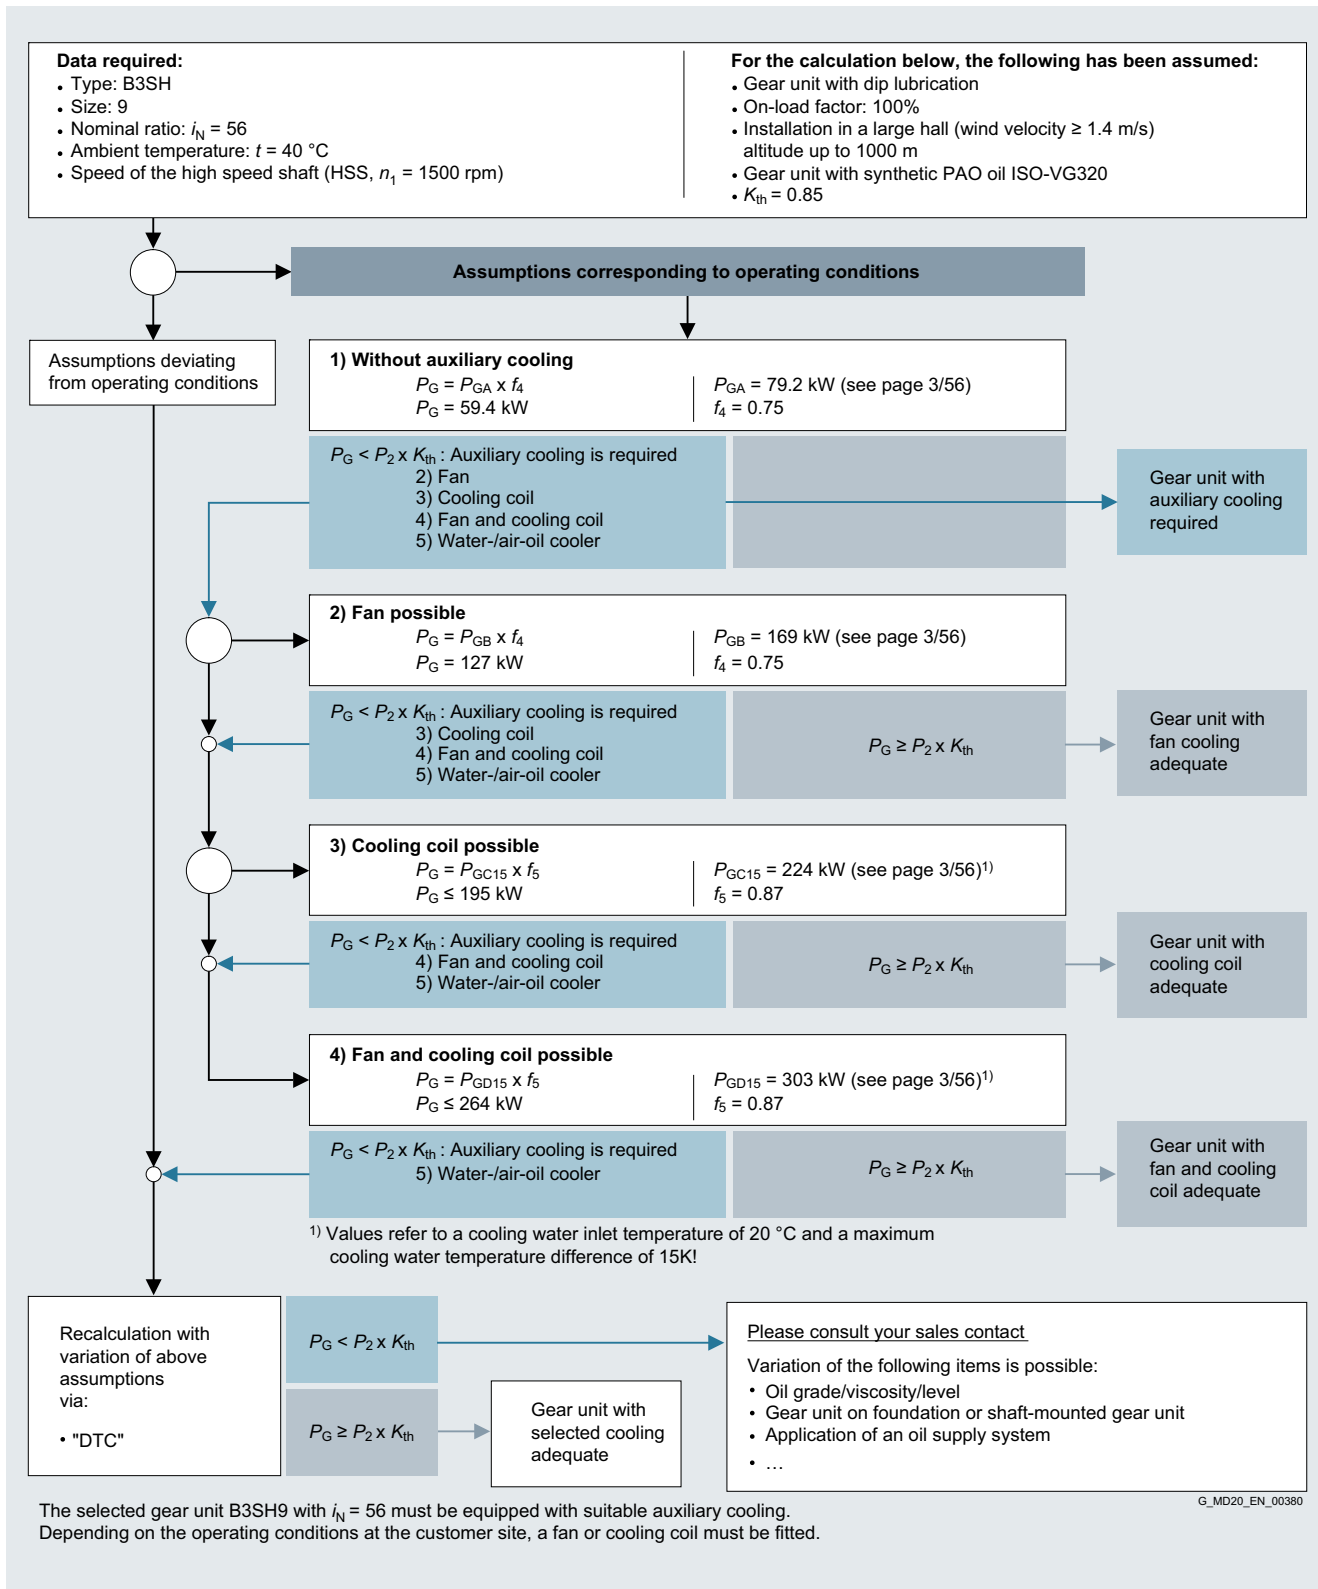 Data required:
• Type: B3SH
• Size: 9
• Nominal ratio: iN = 56
• Ambient temperature: t = 40 °C
• Speed of the high speed shaft (HSS, n1 = 1500 rpm)
For the calculation below, the following has been assumed:
• Gear unit with dip lubrication
• On-load factor: 100%
• Installation in a large hall (wind velocity ≥ 1.4 m/s)
altitude up to 1000 m
• Gear unit with synthetic PAO oil ISO-VG320
• Kth = 0.85
Assumptions corresponding to operating conditions
Assumptions deviating
from operating conditions
1) Without auxiliary cooling
PG = PGA x f4
PG = 59.4 kW
PGA = 79.2 kW (see page 3/56)
f4 = 0.75
PG < P2 x Kth : Auxiliary cooling is required
2) Fan
3) Cooling coil
4) Fan and cooling coil
5) Water-/air-oil cooler
Gear unit with
auxiliary cooling
required
2) Fan possible
PG = PGB x f4
PG = 127 kW
PGB = 169 kW (see page 3/56)
f4 = 0.75
PG < P2 x Kth : Auxiliary cooling is required
3) Cooling coil
4) Fan and cooling coil
5) Water-/air-oil cooler
PG ≥ P2 x Kth
Gear unit with
fan cooling
adequate
3) Cooling coil possible
PG = PGC15 x f5
PG ≤ 195 kW
PGC15 = 224 kW (see page 3/56)1)
f5 = 0.87
PG < P2 x Kth : Auxiliary cooling is required
4) Fan and cooling coil
5) Water-/air-oil cooler
PG ≥ P2 x Kth
Gear unit with
cooling coil
adequate
4) Fan and cooling coil possible
PG = PGD15 x f5
PG ≤ 264 kW
PGD15 = 303 kW (see page 3/56)1)
f5 = 0.87
PG < P2 x Kth : Auxiliary cooling is required
5) Water-/air-oil cooler
PG ≥ P2 x Kth
Gear unit with
fan and cooling
coil adequate
1) Values refer to a cooling water inlet temperature of 20 °C and a maximum
cooling water temperature difference of 15K!
Recalculation with
variation of above
assumptions
via:
• "DTC"
PG < P2 x Kth
PG ≥ P2 x Kth
Gear unit with
selected cooling
adequate
Please consult your sales contact
Variation of the following items is possible:
• Oil grade/viscosity/level
• Gear unit on foundation or shaft-mounted gear unit
• Application of an oil supply system
• …
G_MD20_EN_00380
The selected gear unit B3SH9 with iN = 56 must be equipped with suitable auxiliary cooling.
Depending on the operating conditions at the customer site, a fan or cooling coil must be fitted.